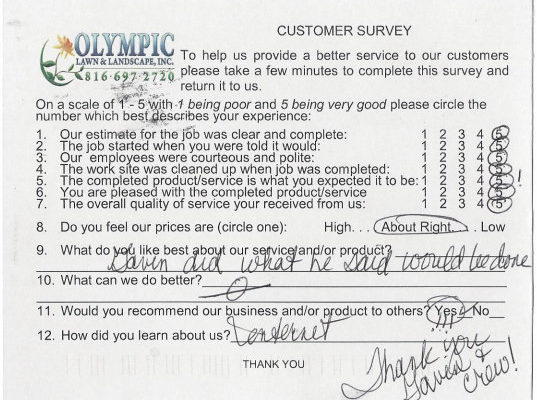 CUSTOMER SURVEY
OLYMPIC
LAWN & LANDSCAPE, INC.
816-697-2720
To help us provide a better service to our customers
please take a few minutes to complete this survey and
return it to us.
On a scale of 1 - 5 with 1 being poor and 5 being very good please circle the
number which best describes your experience:
1. Our estimate for the job was clear and complete: 1 2 3 4 5
2. The job started when you were told it would: 1 2 3 4 5
3. Our employees were courteous and polite: 1 2 3 4 5
4. The work site was cleaned up when job was completed: 1 2 3 4 5
5. The completed product/service is what you expected it to be: 1 2 3 4 5 !
6. You are pleased with the completed product/service 1 2 3 4 5
7. The overall quality of service your received from us: 1 2 3 4 5
8. Do you feel our prices are (circle one): High. . . About Right. . . Low
9. What do you like best about our service and/or product?
Gavin did what he said would be done
10. What can we do better? 0
11. Would you recommend our business and/or product to others? Yes No
!!!
12. How did you learn about us? Internet
THANK YOU
Thank you
Gavin &
Crew!